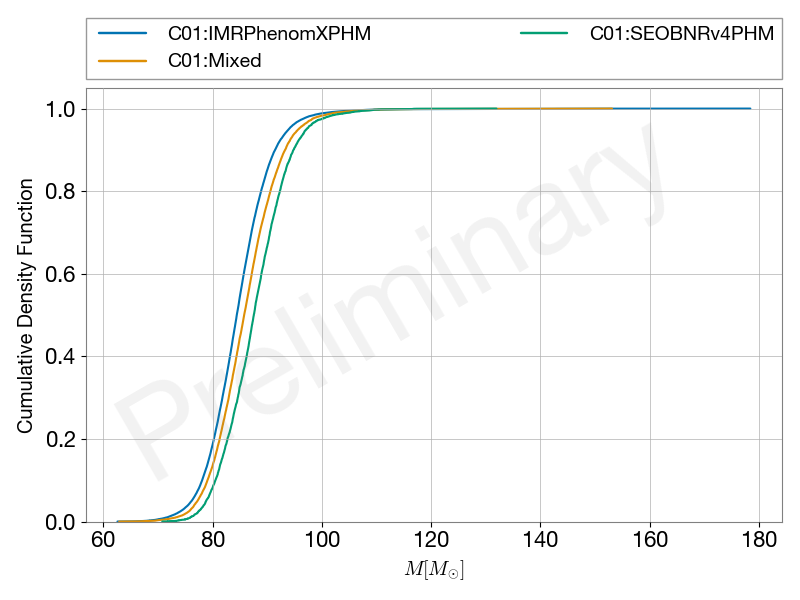 C01:IMRPhenomXPHM
C01:Mixed
C01:SEOBNRv4PHM
1.0
0.8
0.6
0.4
0.2
0.0
Cumulative Density Function
60
80
100
120
140
160
180
M[M⊙]
Preliminary